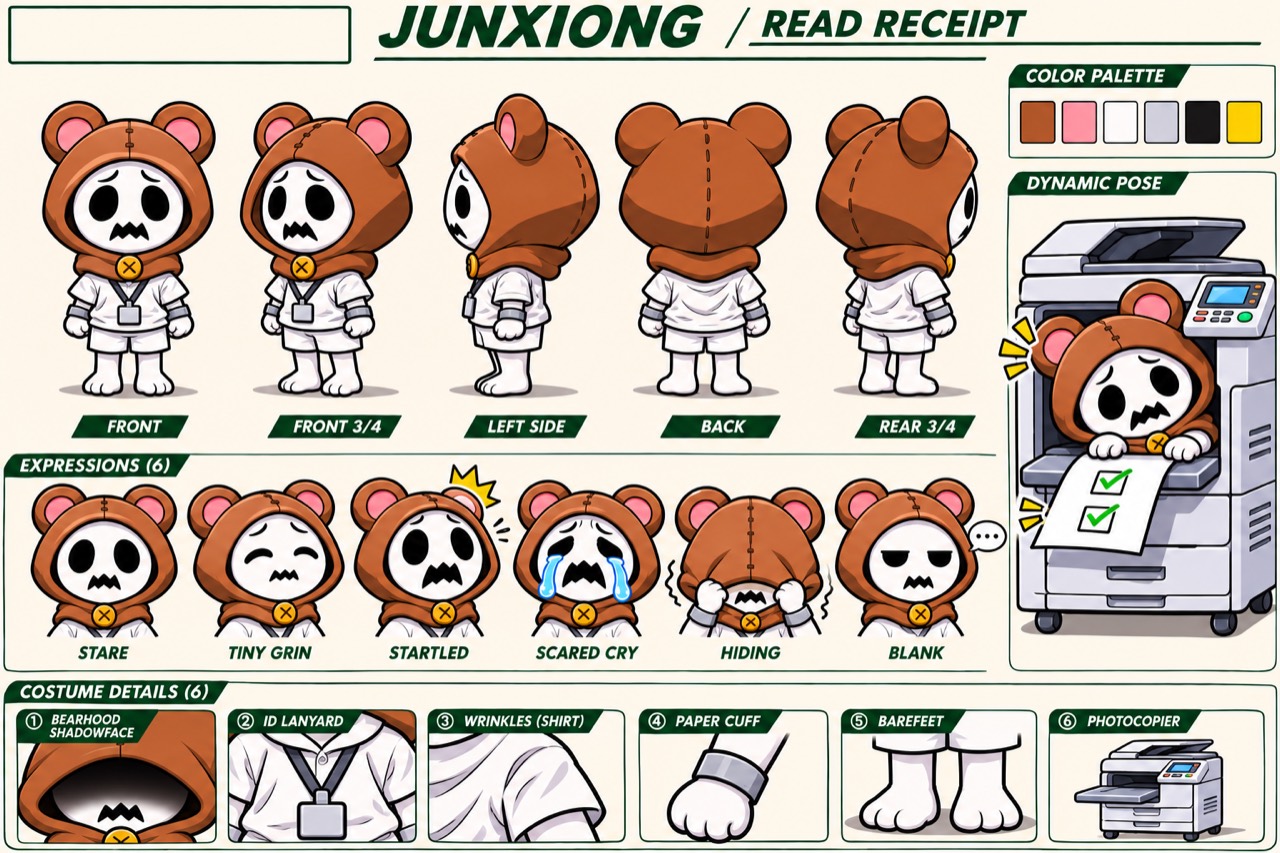 JUNXIONG / READ RECEIPT
COLOR PALETTE
DYNAMIC POSE
FRONT
FRONT 3/4
LEFT SIDE
BACK
REAR 3/4
EXPRESSIONS (6)
STARE
TINY GRIN
STARTLED
SCARED CRY
HIDING
BLANK
COSTUME DETAILS (6)
① BEARHOOD
SHADOWFACE
② ID LANYARD
③ WRINKLES (SHIRT)
④ PAPER CUFF
⑤ BAREFEET
⑥ PHOTOCOPIER